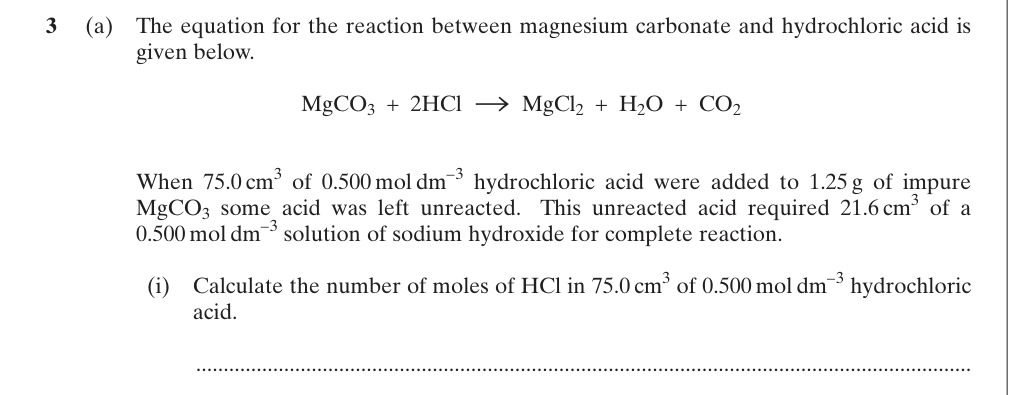 3 (a) The equation for the reaction between magnesium carbonate and hydrochloric acid is
given below.
MgCO₃ + 2HCl ⟶ MgCl₂ + H₂O + CO₂
When 75.0 cm³ of 0.500 mol dm⁻³ hydrochloric acid were added to 1.25 g of impure
MgCO₃ some acid was left unreacted. This unreacted acid required 21.6 cm³ of a
0.500 mol dm⁻³ solution of sodium hydroxide for complete reaction.
(i) Calculate the number of moles of HCl in 75.0 cm³ of 0.500 mol dm⁻³ hydrochloric
acid.